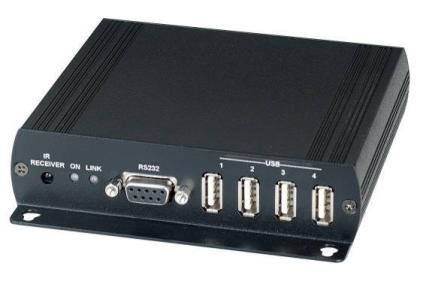 IR
RECEIVER ON LINK
RS232
USB
1 2 3 4